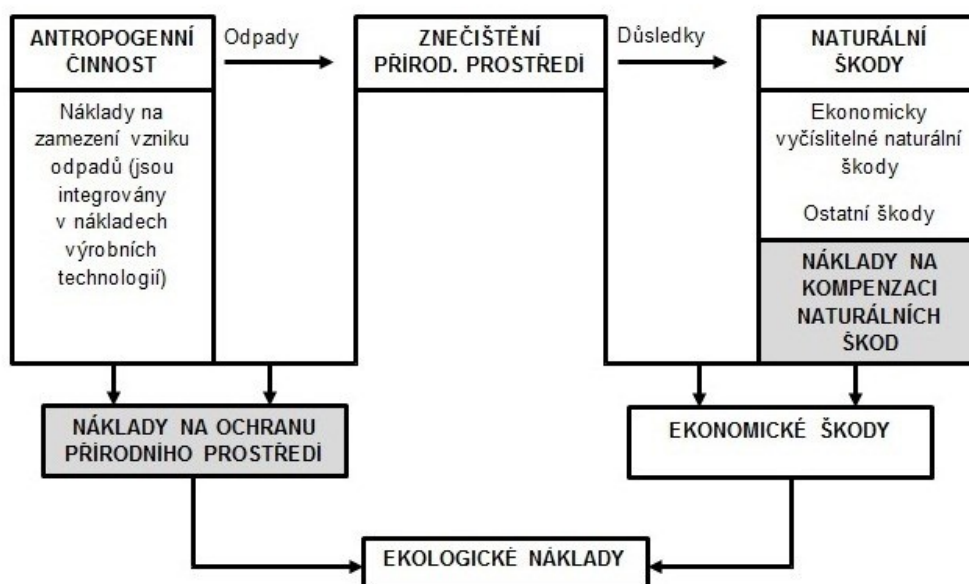 ANTROPOGENNÍ
ČINNOST
Odpady
ZNEČIŠTĚNÍ
PŘÍROD. PROSTŘEDÍ
Důsledky
NATURÁLNÍ
ŠKODY
Náklady na
zamezení vzniku
odpadů (jsou
integrovány
v nákladech
výrobních
technologií)
Ekonomicky
vyčíslitelné naturální
škody
Ostatní škody
NÁKLADY NA
KOMPENZACI
NATURÁLNÍCH
ŠKOD
NÁKLADY NA OCHRANU
PŘÍRODNÍHO PROSTŘEDÍ
EKONOMICKÉ ŠKODY
EKOLOGICKÉ NÁKLADY